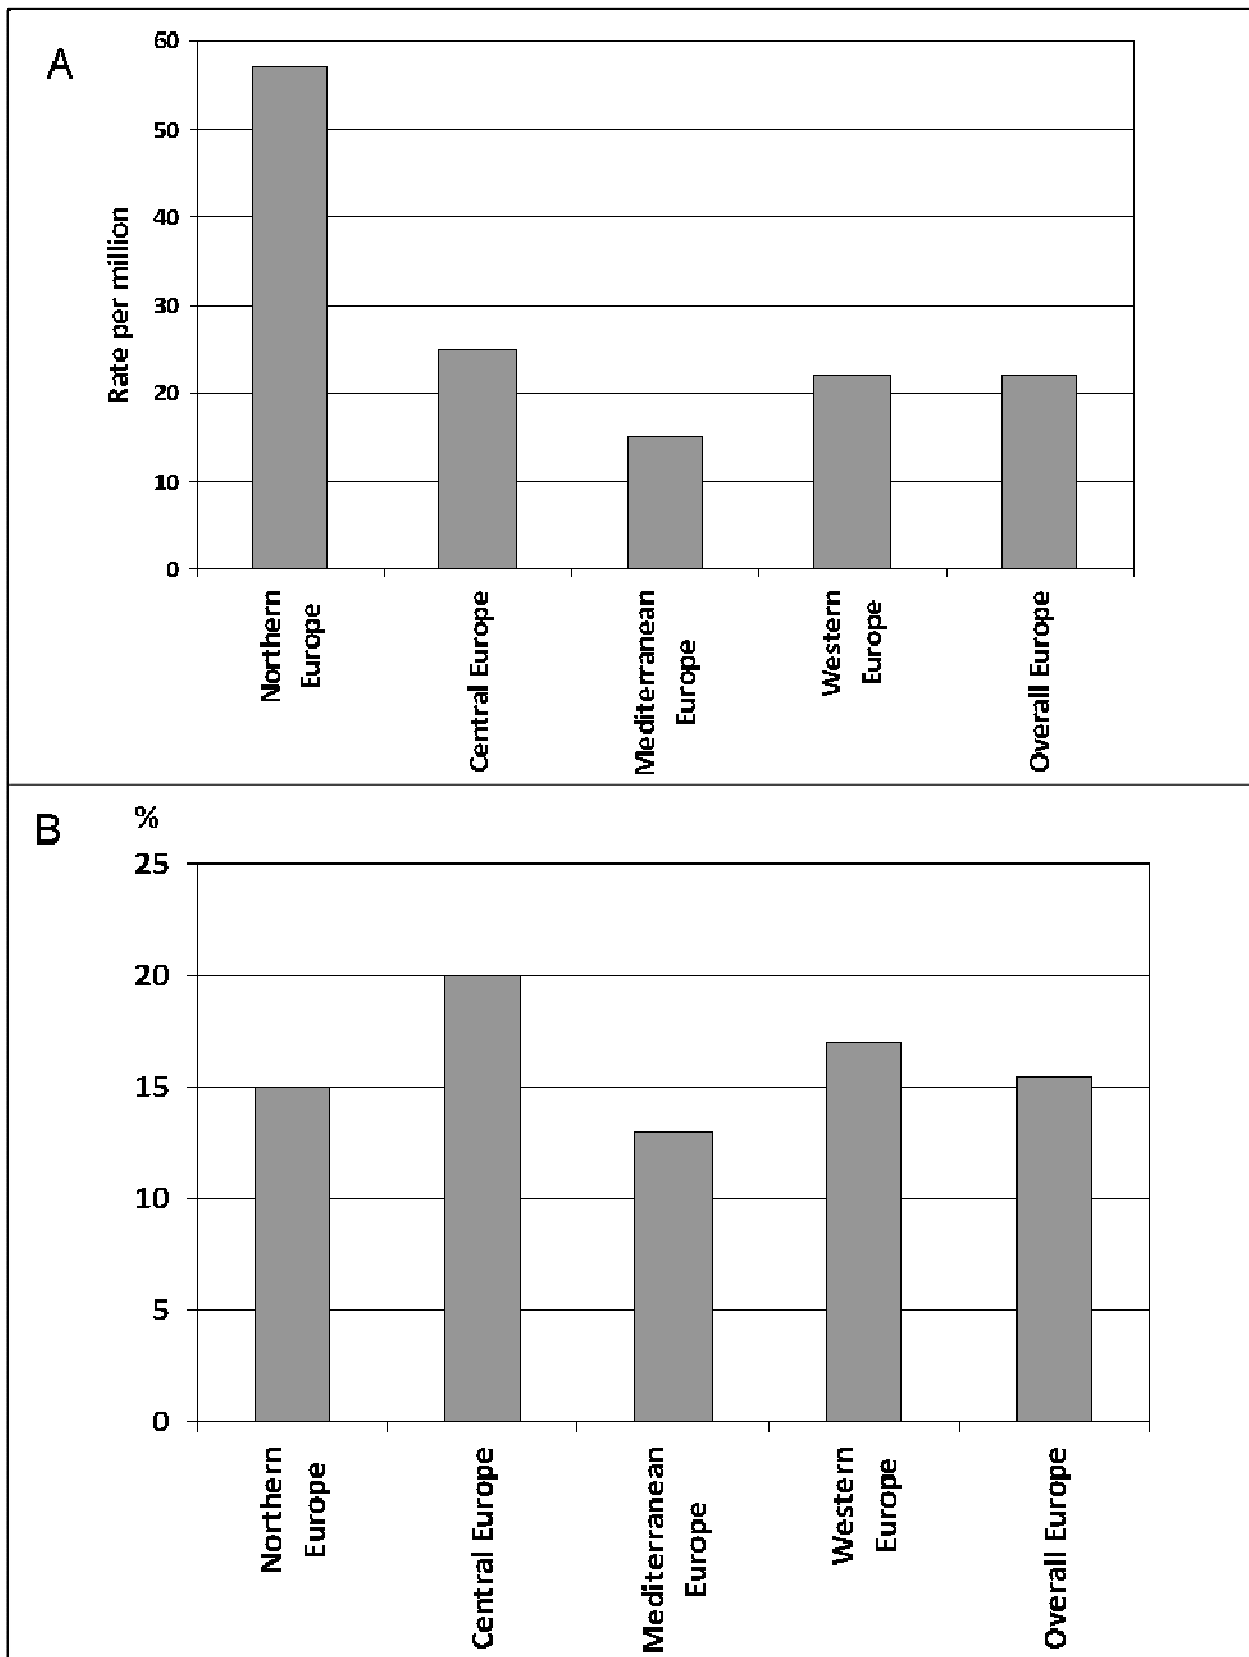 A
60
50
40
30
20
10
0
Rate per million
Northern
Europe
Central Europe
Mediterranean
Europe
Western
Europe
Overall Europe
B
%
25
20
15
10
5
0
Northern
Europe
Central Europe
Mediterranean
Europe
Western
Europe
Overall Europe